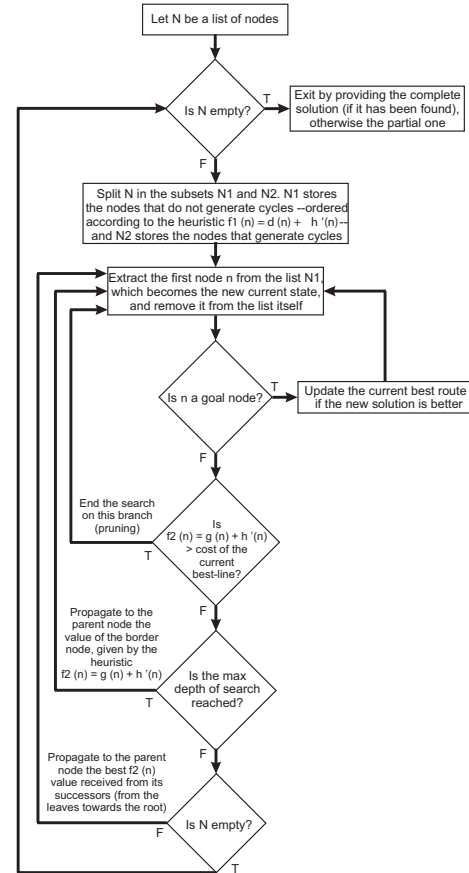 Let N be a list of nodes
Is N empty?
T
Exit by providing the complete
solution (if it has been found),
otherwise the partial one
F
Split N in the subsets N1 and N2. N1 stores
the nodes that do not generate cycles --ordered
according to the heuristic f1 (n) = d (n) + h '(n)--
and N2 stores the nodes that generate cycles
Extract the first node n from the list N1,
which becomes the new current state,
and remove it from the list itself
Is n a goal node?
T
Update the current best route
if the new solution is better
F
End the search
on this branch
(pruning)
T
Is
f2 (n) = g (n) + h '(n)
> cost of the
current
best-line?
F
Propagate to the
parent node the
value of the border
node, given by the
heuristic
f2 (n) = g (n) + h '(n)
T
Is the max
depth of search
reached?
F
Propagate to the parent
node the best f2 (n)
value received from its
successors (from the
leaves towards the root)
F
Is N empty?
T